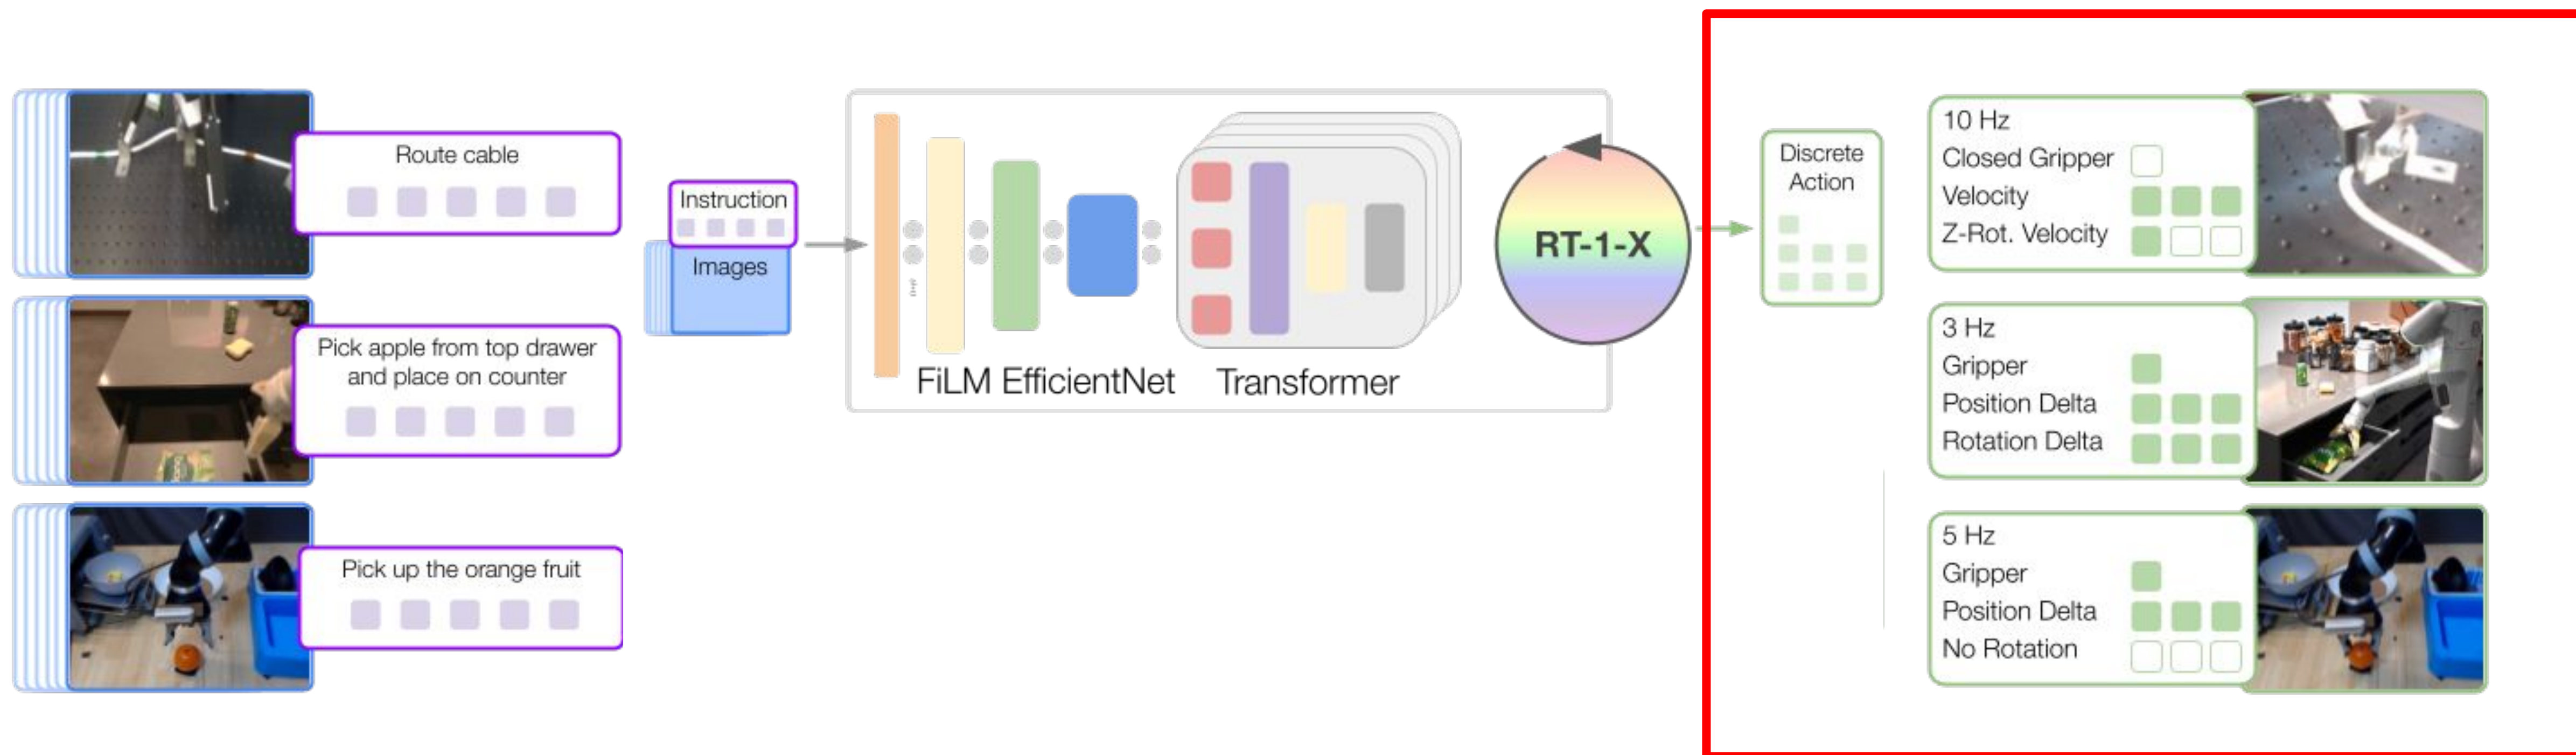 Route cable
Pick apple from top drawer
and place on counter
Pick up the orange fruit
Instruction
Images
FiLM EfficientNet
Transformer
RT-1-X
Discrete
Action
10 Hz
Closed Gripper
Velocity
Z-Rot. Velocity
3 Hz
Gripper
Position Delta
Rotation Delta
5 Hz
Gripper
Position Delta
No Rotation